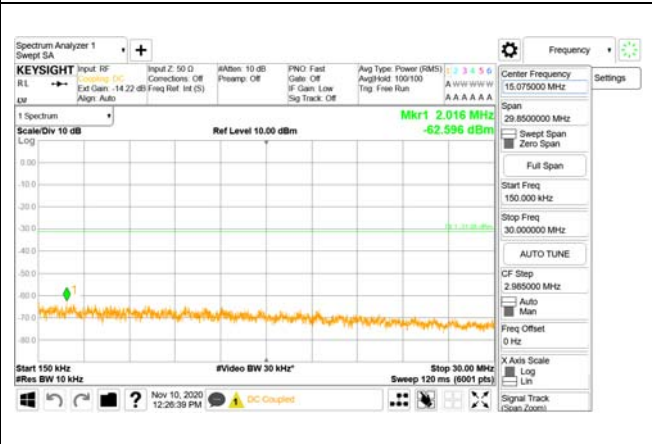 Spectrum Analyzer 1
Swept SA
Frequency
KEYSIGHT
RL
Input: RF
Coupling: DC
Ext Gain: -14.22 dB
Align: Auto
Input Z: 50 Ω
Corrections: Off
Freq Ref: Int (S)
#Atten: 10 dB
Preamp: Off
PNO: Fast
Gate: Off
IF Gain: Low
Sig Track: Off
Avg Type: Power (RMS)
Avg|Hold: 100/100
Trig: Free Run
1 2 3 4 5 6
A W W W W W
A A A A A A
1 Spectrum
Scale/Div 10 dB
Ref Level 10.00 dBm
Mkr1 2.016 MHz
-62.596 dBm
Log
0.00
-10.0
-20.0
-30.0
-40.0
-50.0
-60.0
-70.0
-80.0
1
Start 150 kHz
#Res BW 10 kHz
#Video BW 30 kHz*
Stop 30.00 MHz
Sweep 120 ms (6001 pts)
Nov 10, 2020
12:26:39 PM
DC Coupled
Settings
Center Frequency
15.075000 MHz
Span
29.8500000 MHz
Swept Span
Zero Span
Full Span
Start Freq
150.000 kHz
Stop Freq
30.000000 MHz
AUTO TUNE
CF Step
2.985000 MHz
Auto
Man
Freq Offset
0 Hz
X Axis Scale
Log
Lin
Signal Track
(Span Zoom)